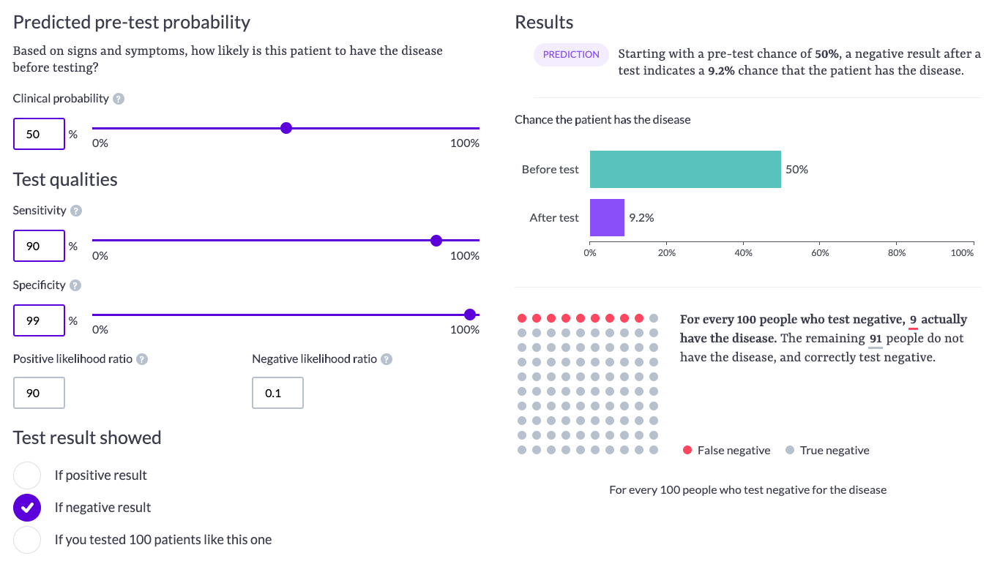 Predicted pre-test probability
Based on signs and symptoms, how likely is this patient to have the disease
before testing?
Clinical probability ?
50 %
0% 100%
Test qualities
Sensitivity ?
90 %
0% 100%
Specificity ?
99 %
0% 100%
Positive likelihood ratio ?
90
Negative likelihood ratio ?
0.1
Test result showed
If positive result
If negative result
If you tested 100 patients like this one
Results
PREDICTION
Starting with a pre-test chance of 50%, a negative result after a
test indicates a 9.2% chance that the patient has the disease.
Chance the patient has the disease
Before test 50%
After test 9.2%
0% 20% 40% 60% 80% 100%
For every 100 people who test negative, 9 actually
have the disease. The remaining 91 people do not
have the disease, and correctly test negative.
False negative True negative
For every 100 people who test negative for the disease